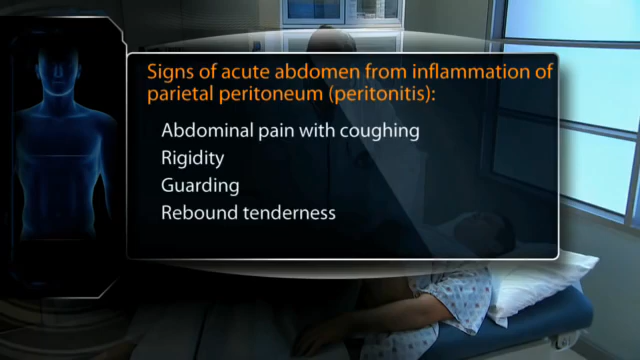 Signs of acute abdomen from inflammation of
parietal peritoneum (peritonitis):
Abdominal pain with coughing
Rigidity
Guarding
Rebound tenderness